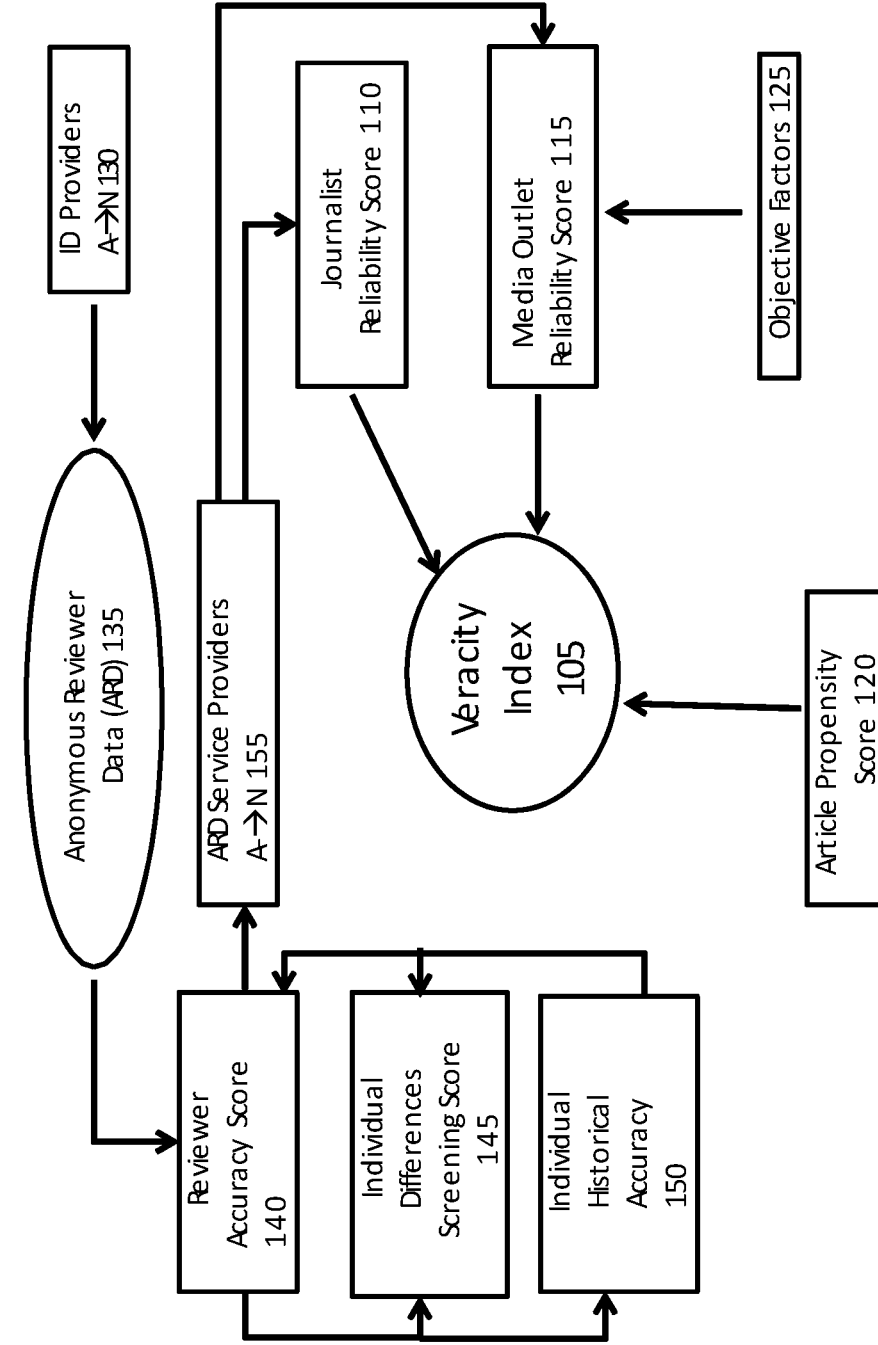 ID Providers
A→N 130
Anonymous Reviewer
Data (ARD) 135
Reviewer
Accuracy Score
140
Individual
Differences
Screening Score
145
Individual
Historical
Accuracy
150
ARD Service Providers
A→N 155
Journalist
Reliability Score 110
Media Outlet
Reliability Score 115
Objective Factors 125
Veracity
Index
105
Article Propensity
Score 120